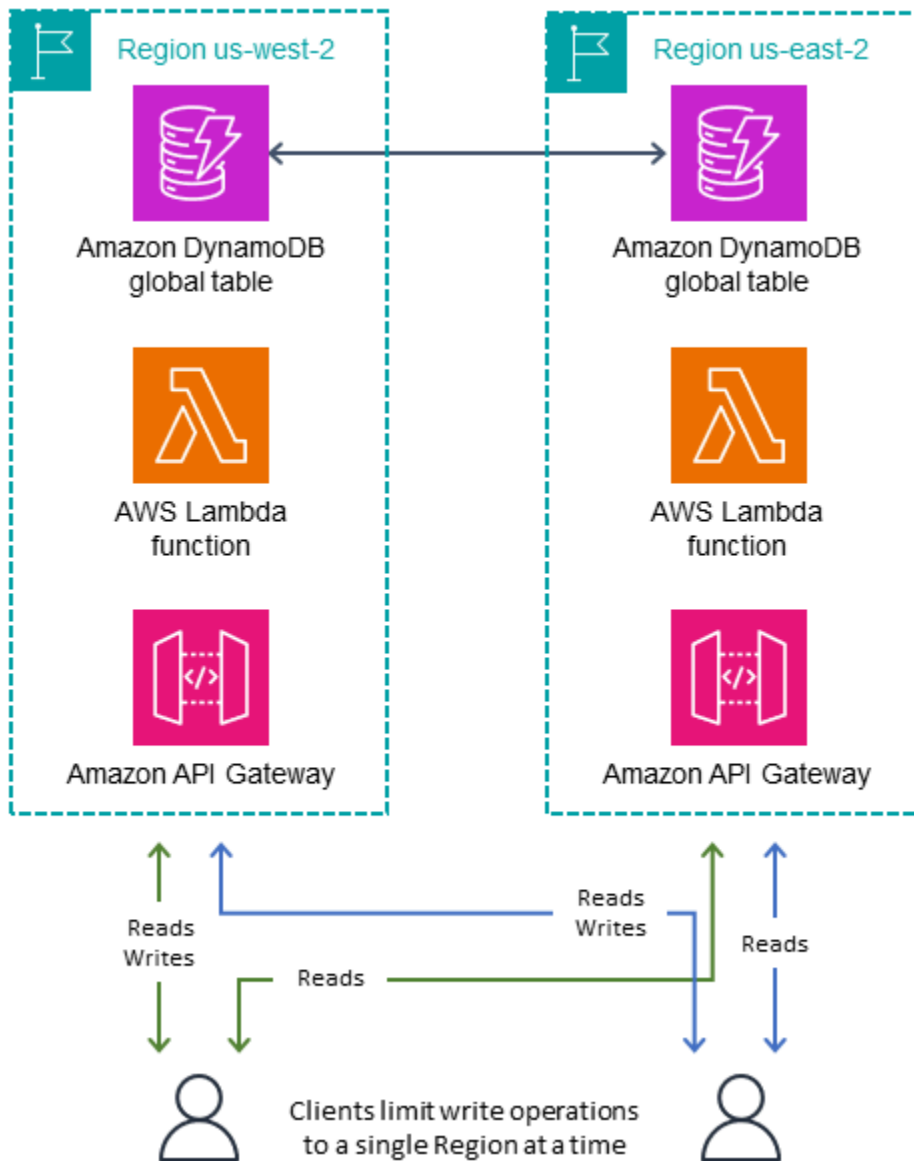 Region us-west-2
Region us-east-2
Amazon DynamoDB
global table
Amazon DynamoDB
global table
AWS Lambda
function
AWS Lambda
function
</>
</>
Amazon API Gateway
Amazon API Gateway
Reads
Writes
Reads
Writes
Reads
Reads
Clients limit write operations
to a single Region at a time